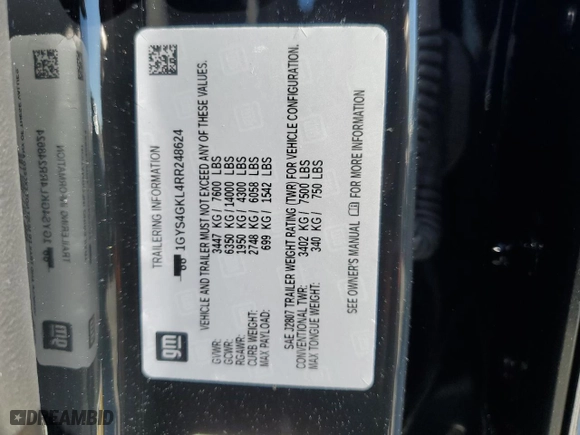 TRAILERING INFORMATION
1GYS4GKL4RR248624
VEHICLE AND TRAILER MUST NOT EXCEED ANY OF THESE VALUES.
GVWR: 3447 KG / 7600 LBS
GCWR: 6350 KG / 14000 LBS
RGAWR: 1950 KG / 4300 LBS
CURB WEIGHT: 2748 KG / 6058 LBS
MAX PAYLOAD: 699 KG / 1542 LBS
SAE J2807 TRAILER WEIGHT RATING (TWR) FOR VEHICLE CONFIGURATION.
CONVENTIONAL TWR: 3402 KG / 7500 LBS
MAX TONGUE WEIGHT: 340 KG / 750 LBS
SEE OWNER'S MANUAL FOR MORE INFORMATION
gm
DREAMBID